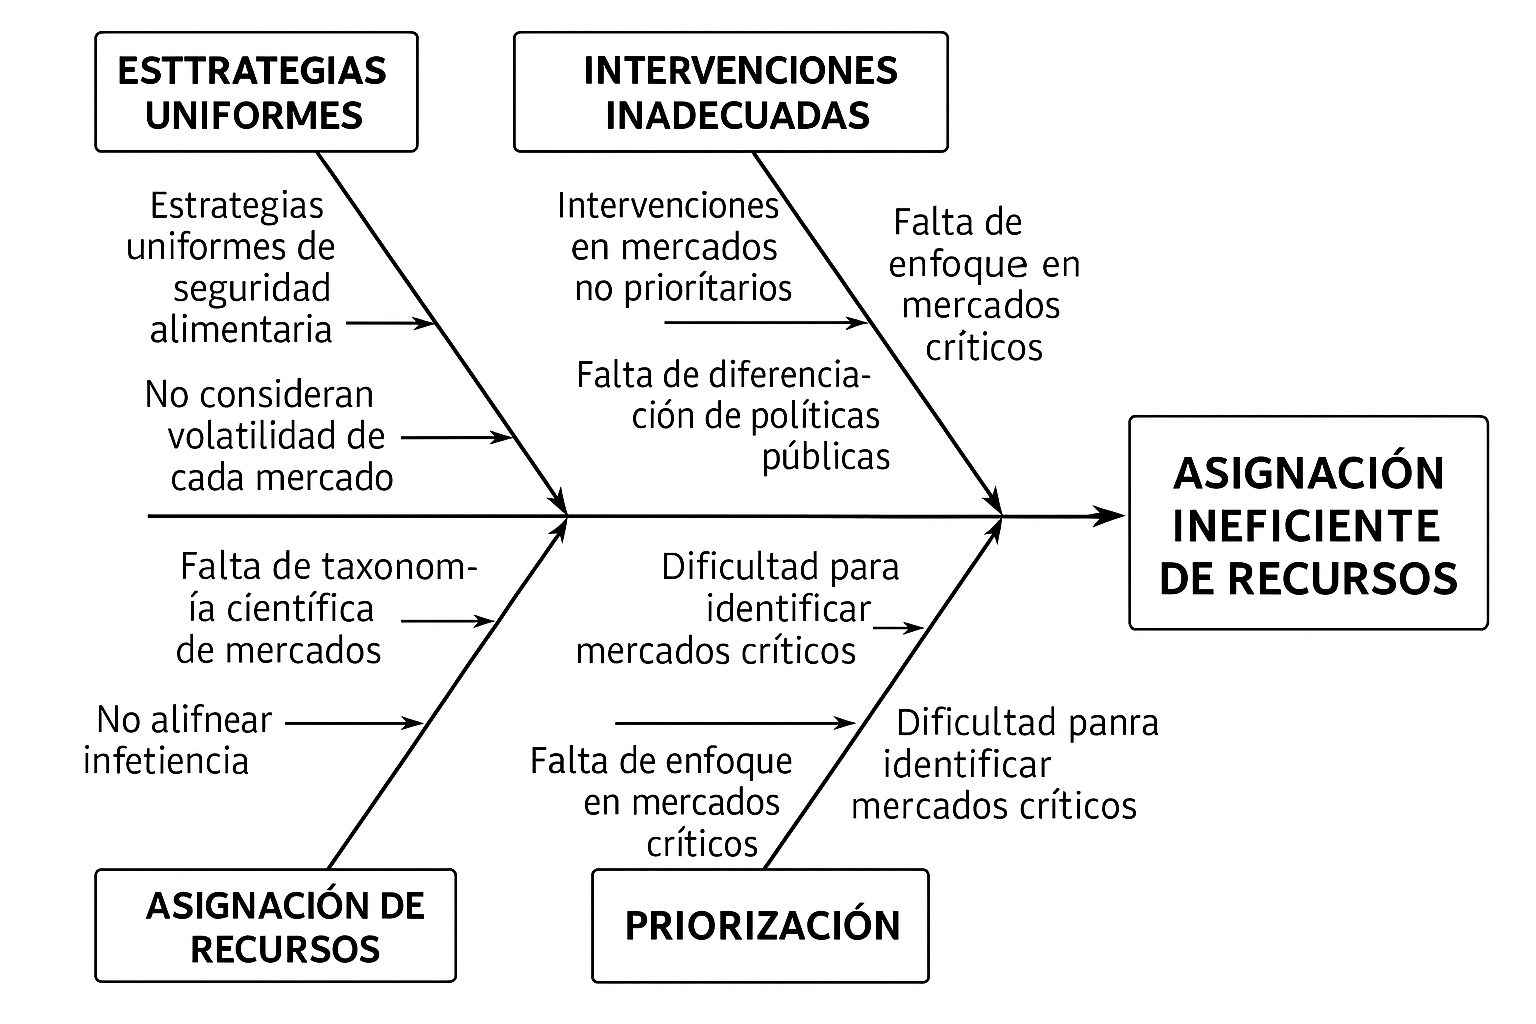 ESTTRATEGIAS
UNIFORMES
INTERVENCIONES
INADECUADAS
Estrategias
uniformes de
seguridad
alimentaria
No consideran
volatilidad de
cada mercado
Intervenciones
en mercados
no priorítarios
Falta de diferencia-
ción de políticas
públicas
Falta de
enfoque en
mercados
críticos
ASIGNACIÓN
INEFICIENTE
DE RECURSOS
Falta de taxonom-
ía científica
de mercados
No alifnear
infetiencia
Dificultad para
identificar
mercados críticos
Falta de enfoque
en mercados
críticos
Dificultad panra
identificar
mercados críticos
ASIGNACIÓN DE
RECURSOS
PRIORIZACIÓN